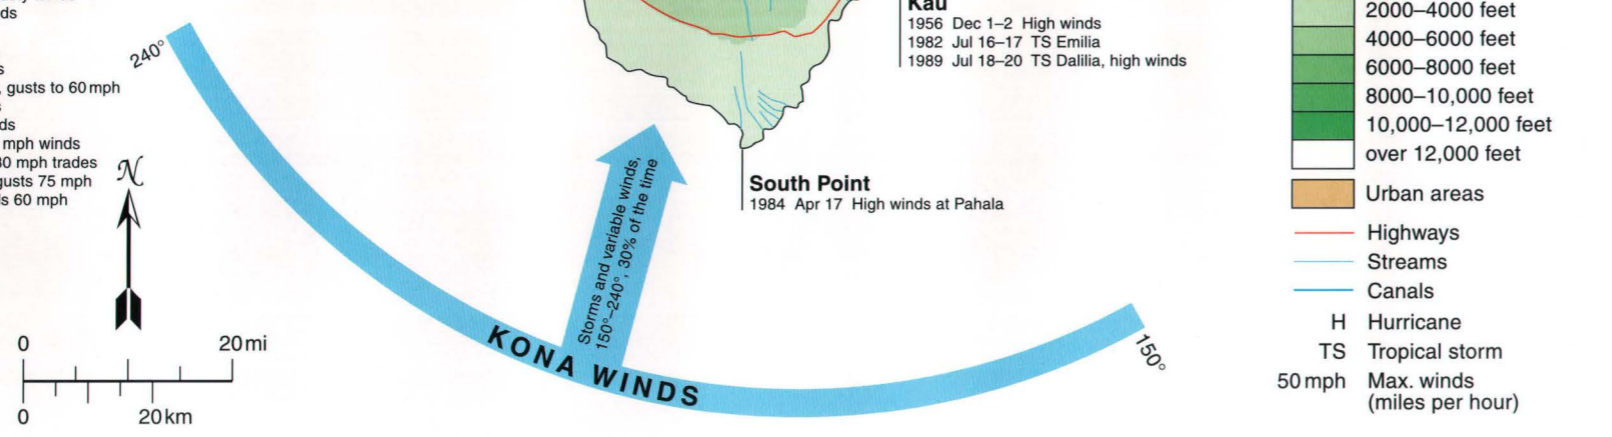 ds
240°
, gusts to 60 mph
ds
mph winds
30 mph trades
gusts 75 mph
ls 60 mph
N
0 20 mi
0 20 km
Kau
1956 Dec 1–2 High winds
1982 Jul 16–17 TS Emilia
1989 Jul 18–20 TS Dalilia, high winds
South Point
1984 Apr 17 High winds at Pahala
Storms and variable winds,
150°–240°, 30% of the time
KONA WINDS
150°
2000–4000 feet
4000–6000 feet
6000–8000 feet
8000–10,000 feet
10,000–12,000 feet
over 12,000 feet
Urban areas
Highways
Streams
Canals
H Hurricane
TS Tropical storm
50 mph Max. winds
(miles per hour)